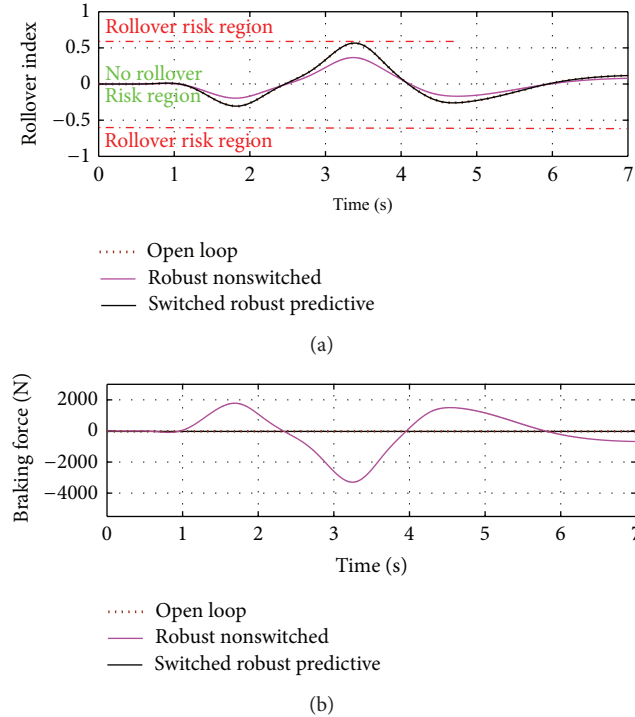 Rollover risk region
1
0.5
0
−0.5
−1
Rollover index
No rollover
Risk region
Rollover risk region
0 1 2 3 4 5 6 7
Time (s)
Open loop
Robust nonswitched
Switched robust predictive
(a)
2000
0
−2000
−4000
Braking force (N)
0 1 2 3 4 5 6 7
Time (s)
Open loop
Robust nonswitched
Switched robust predictive
(b)